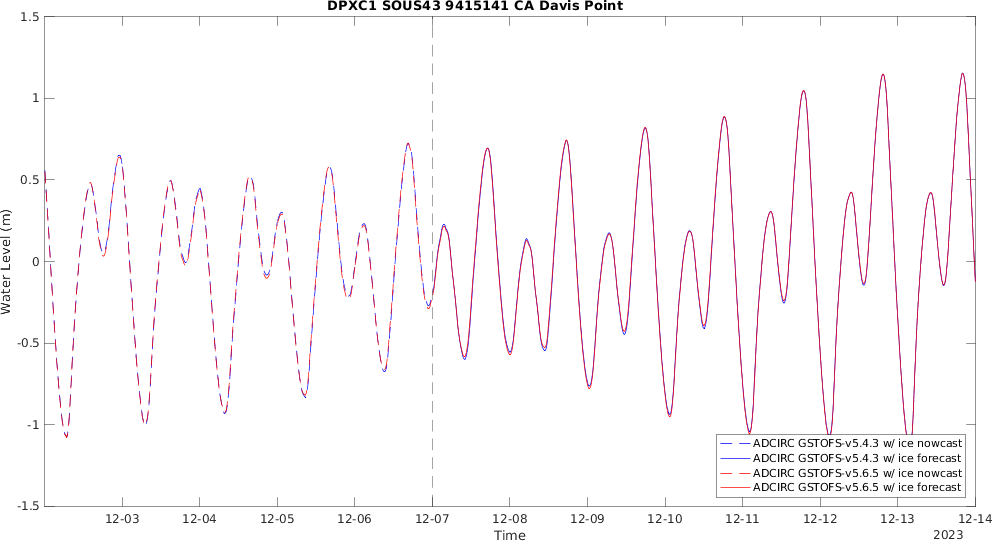 DPXC1 SOUS43 9415141 CA Davis Point
1.5
1
0.5
0
-0.5
-1
-1.5
Water Level (m)
ADCIRC GSTOFS-v5.4.3 w/ ice nowcast
ADCIRC GSTOFS-v5.4.3 w/ ice forecast
ADCIRC GSTOFS-v5.6.5 w/ ice nowcast
ADCIRC GSTOFS-v5.6.5 w/ ice forecast
12-03 12-04 12-05 12-06 12-07 12-08 12-09 12-10 12-11 12-12 12-13 12-14
Time
2023